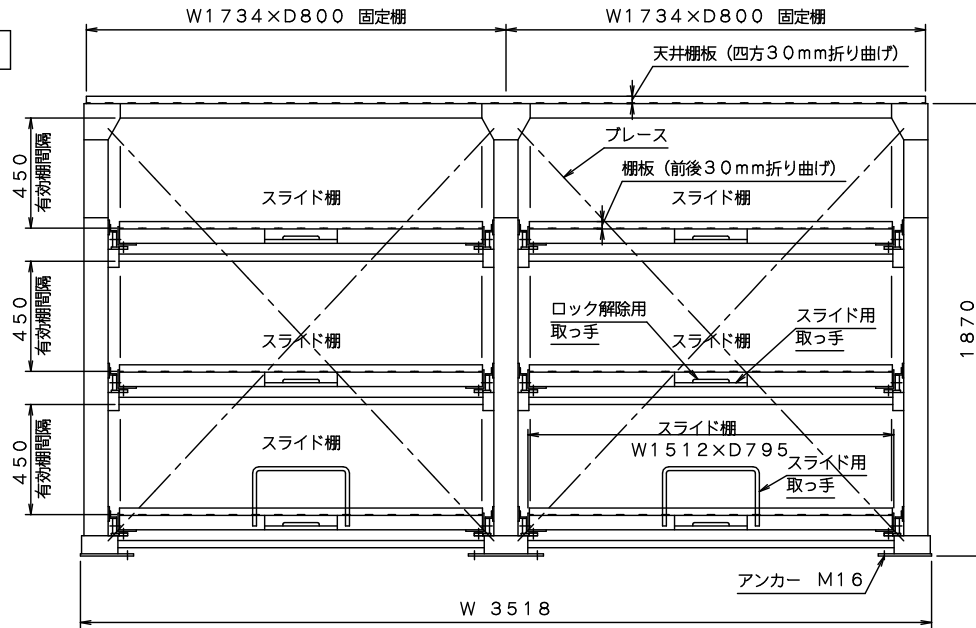 W1734×D800 固定棚
W1734×D800 固定棚
天井棚板（四方30mm折り曲げ）
ブレース
450
有効棚間隔
棚板（前後30mm折り曲げ）
スライド棚
スライド棚
450
有効棚間隔
ロック解除用
取っ手
スライド用
取っ手
スライド棚
スライド棚
1870
450
有効棚間隔
スライド棚
スライド棚
W1512×D795
スライド用
取っ手
アンカー M16
W 3518